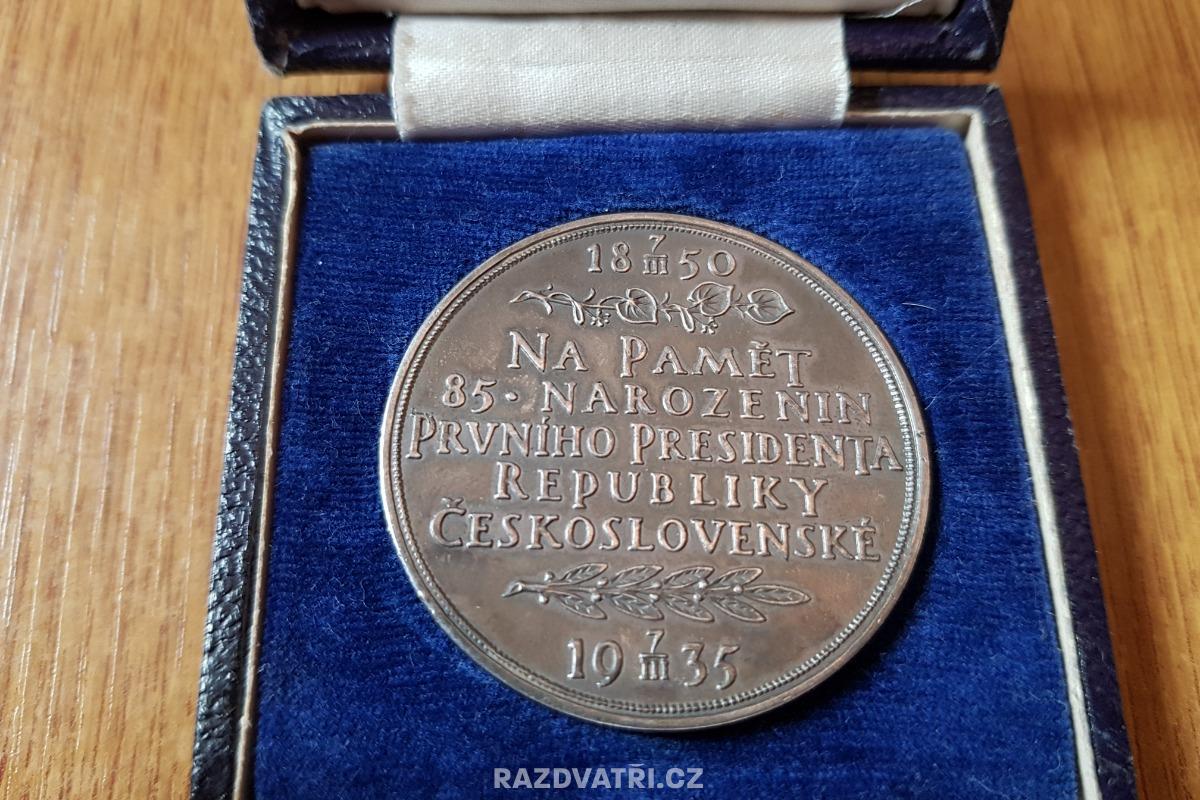 18 7/III 50
NA PAMĚT
85. NAROZENIN
PRVNÍHO PRESIDENTA
REPUBLIKY
ČESKOSLOVENSKÉ
19 7/III 35
RAZDVATŘI.CZ